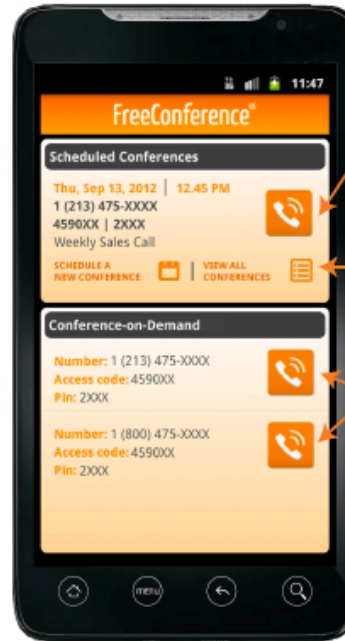 11:47
FreeConference®
Scheduled Conferences
Thu, Sep 13, 2012 | 12.45 PM
1 (213) 475-XXXX
4590XX | 2XXX
Weekly Sales Call
SCHEDULE A
NEW CONFERENCE | VIEW ALL
CONFERENCES
Conference-on-Demand
Number: 1 (213) 475-XXXX
Access code: 4590XX
Pin: 2XXX
Number: 1 (800) 475-XXXX
Access code: 4590XX
Pin: 2XXX
menu